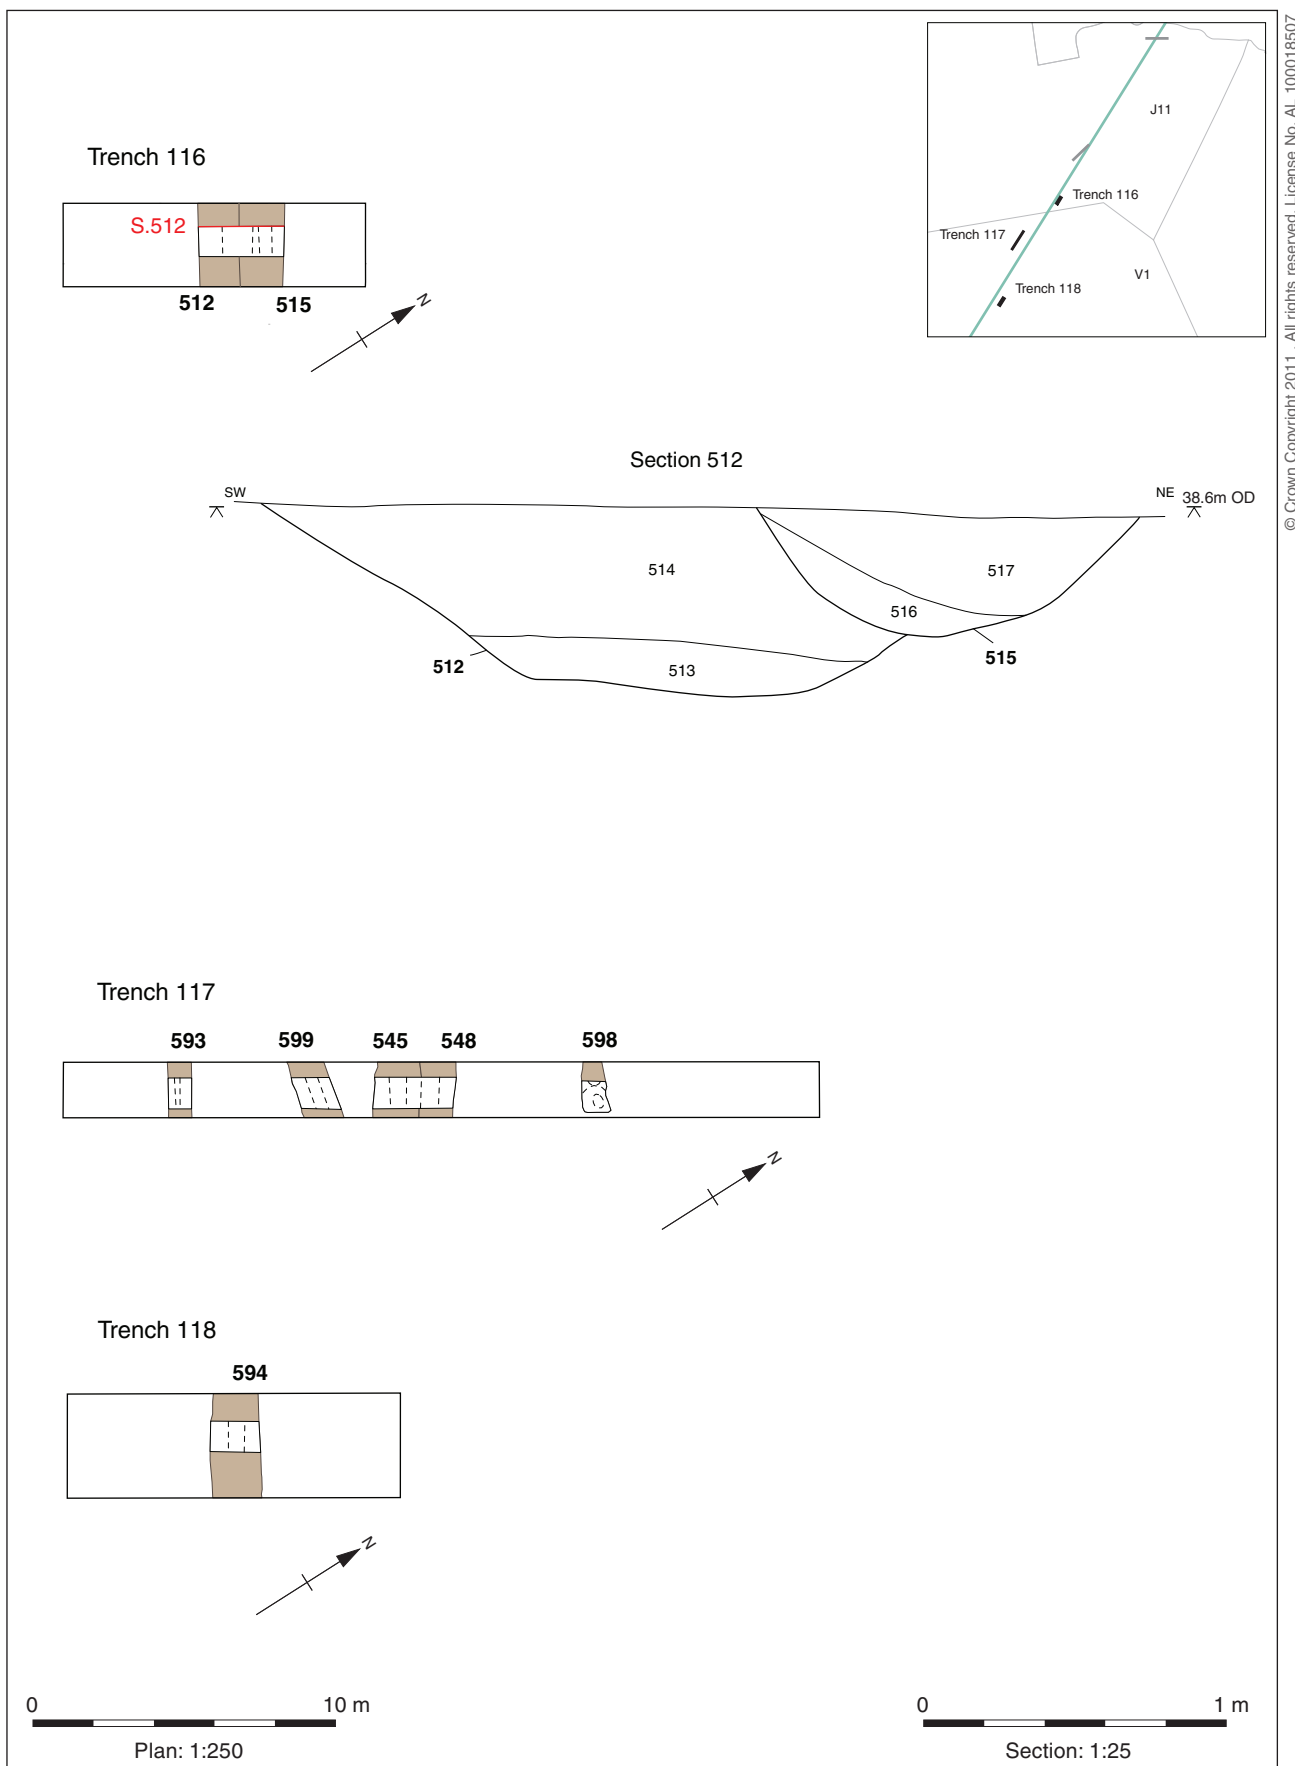 © Crown Copyright 2011 . All rights reserved. License No. AL 100018507
J11
Trench 116
Trench 117
Trench 118
V1
Trench 116
S.512
512 515
N
Section 512
SW
NE 38.6m OD
514
517
516
512
513
515
Trench 117
593 599 545 548 598
N
Trench 118
594
N
0 10 m
Plan: 1:250
0 1 m
Section: 1:25